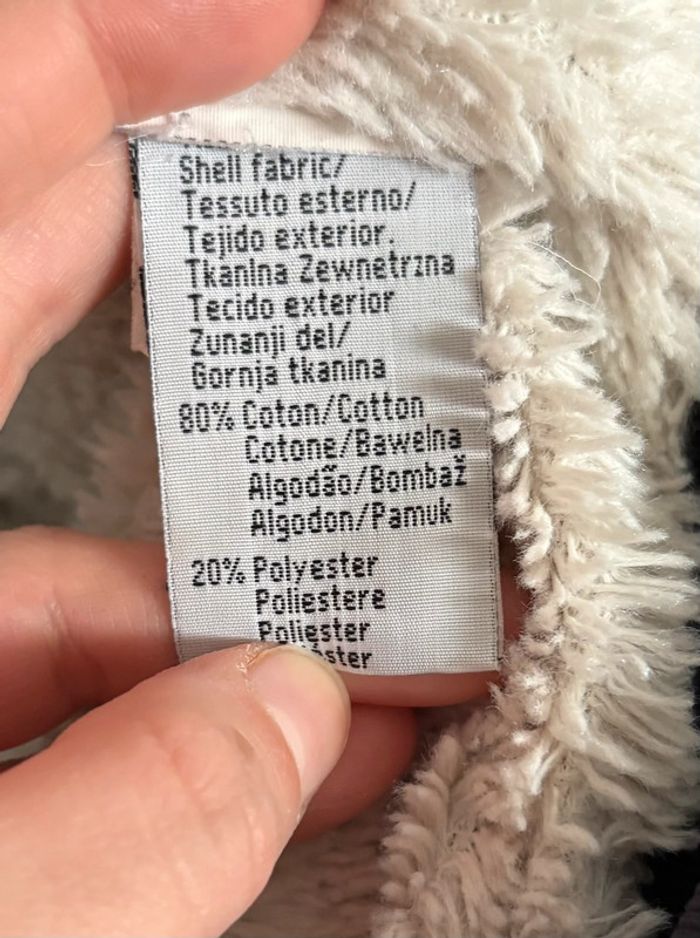 Shell fabric/
Tessuto esterno/
Tejido exterior.
Tkanina Zewnetrzna
Tecido exterior
Zunanji del/
Gornja tkanina
80% Coton/Cotton
Cotone/Bawelna
Algodão/Bombaž
Algodon/Pamuk
20% Polyester
Poliestere
Poliester